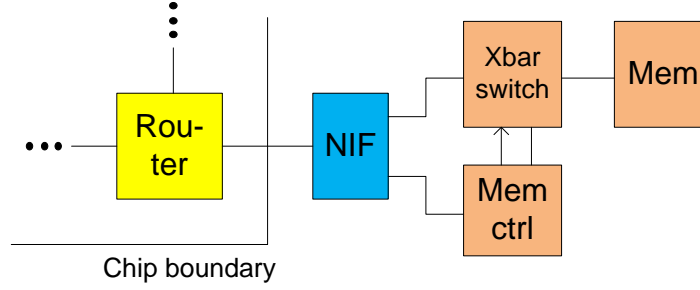 Xbar
switch
Mem
Rou-
ter
NIF
Mem
ctrl
Chip boundary